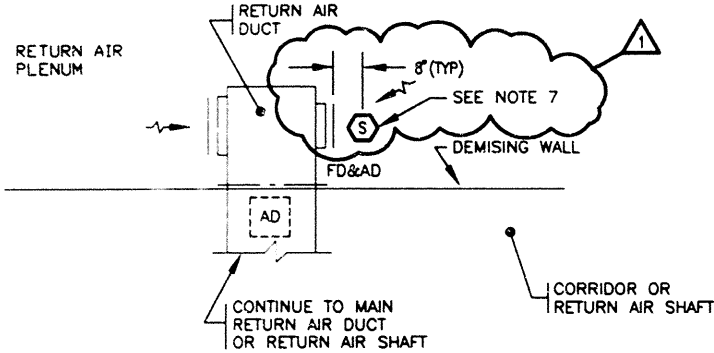 RETURN AIR
DUCT
1
RETURN AIR
PLENUM
8"(TYP)
S
SEE NOTE 7
DEMISING WALL
FD&AD
AD
CORRIDOR OR
RETURN AIR SHAFT
CONTINUE TO MAIN
RETURN AIR DUCT
OR RETURN AIR SHAFT